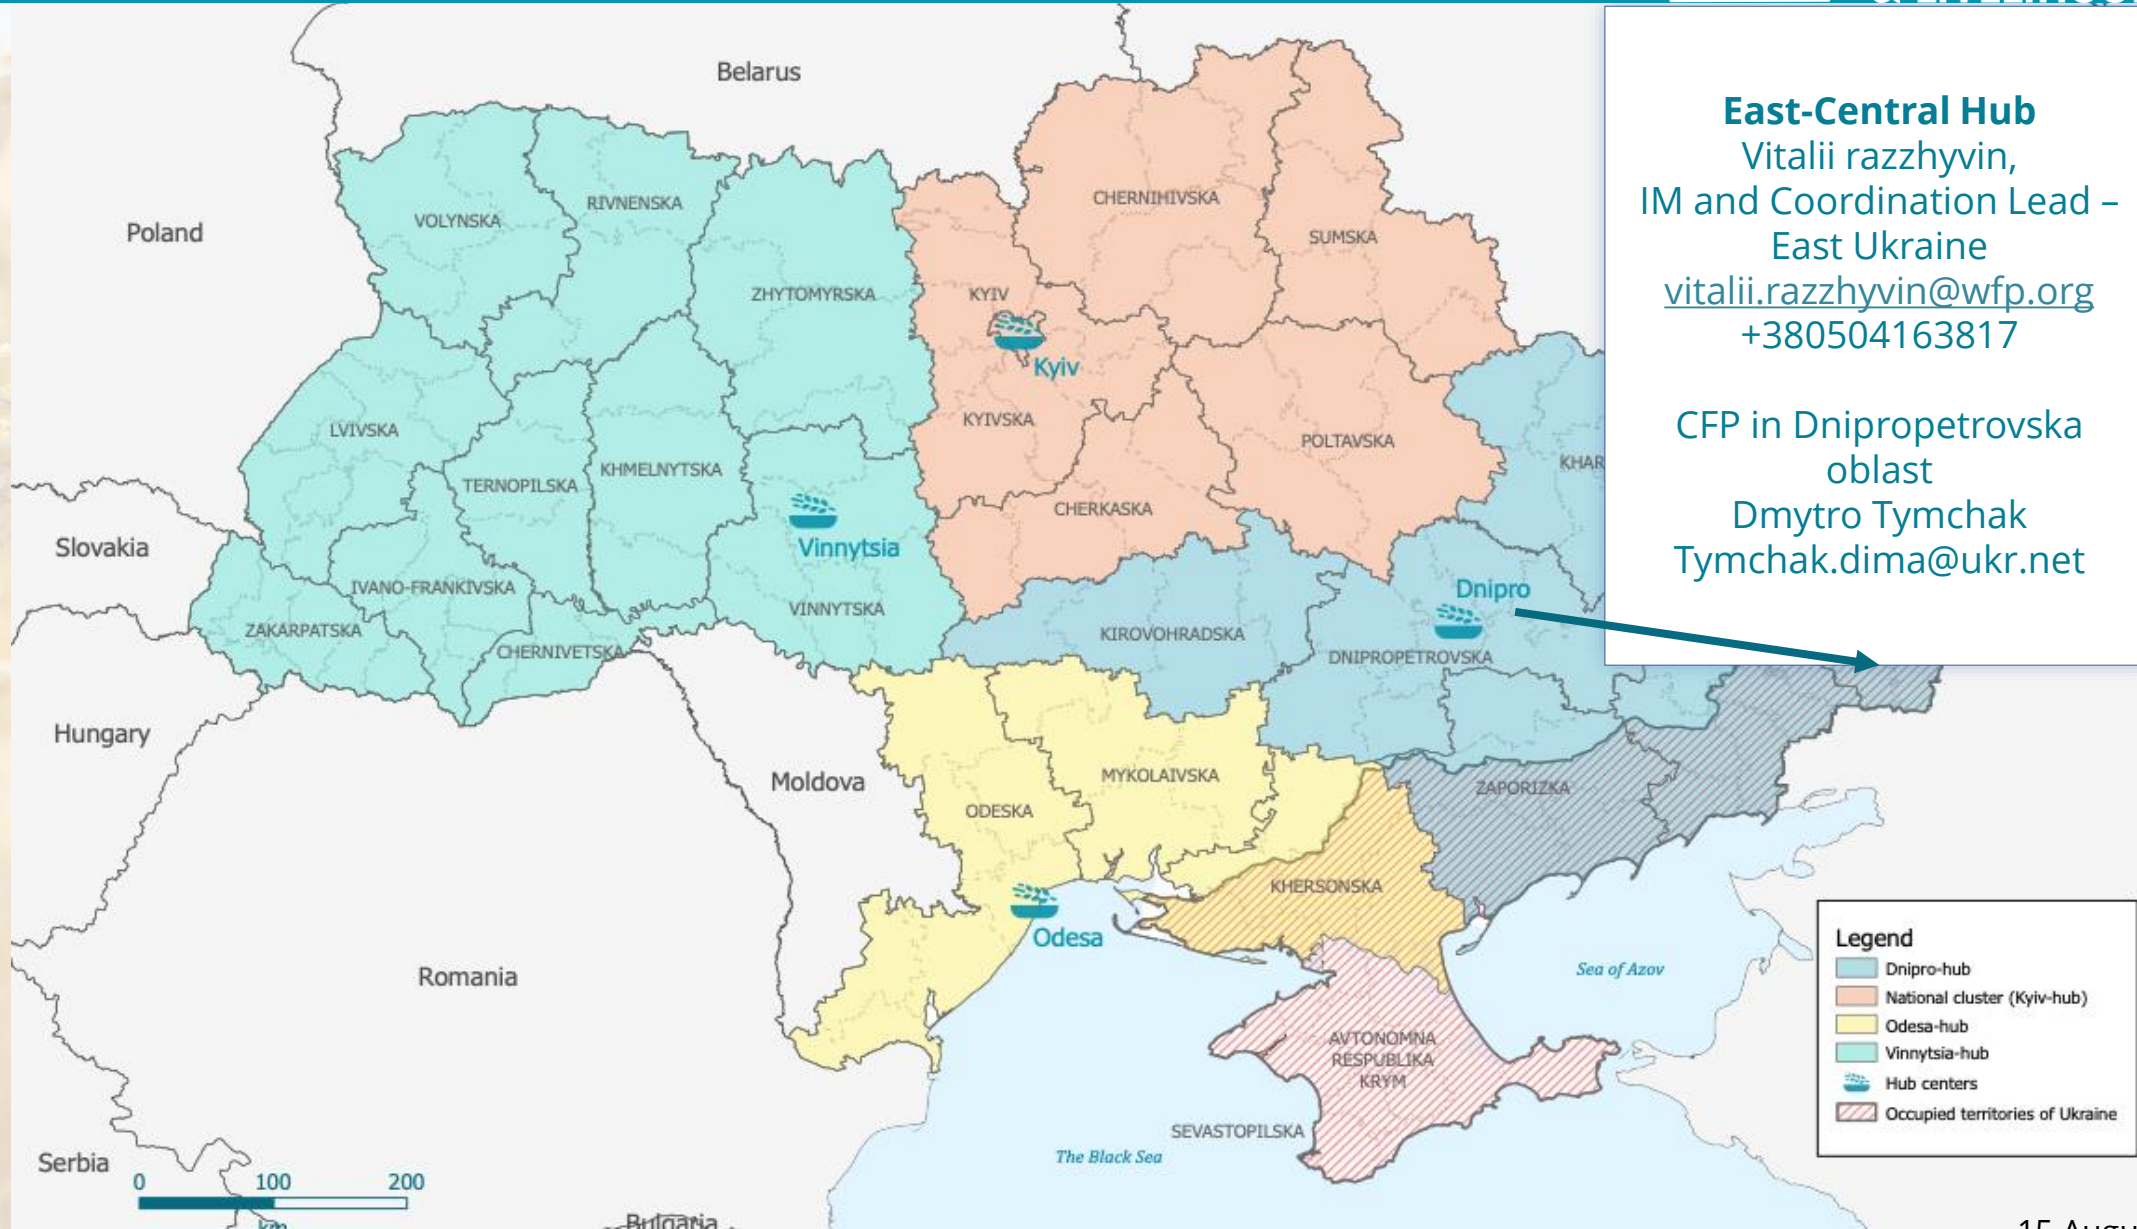 Belarus
East-Central Hub
Vitalii razzhyvin,
IM and Coordination Lead –
East Ukraine
vitalii.razzhyvin@wfp.org
+380504163817
CFP in Dnipropetrovska
oblast
Dmytro Tymchak
Tymchak.dima@ukr.net
Poland
VOLYNSKA
RIVNENSKA
CHERNIHIVSKA
SUMSKA
ZHYTOMYRSKA
KYIV
Kyiv
KYIVSKA
LVIVSKA
POLTAVSKA
KHAR
TERNOPILSKA
KHMELNYTSKA
CHERKASKA
Slovakia
Vinnytsia
IVANO-FRANKIVSKA
VINNYTSKA
Dnipro
ZAKARPATSKA
CHERNIVETSKA
KIROVOHRADSKA
DNIPROPETROVSKA
Hungary
Moldova
MYKOLAIVSKA
ZAPORIZKA
ODESKA
KHERSONSKA
Odesa
Romania
Sea of Azov
AVTONOMNA
RESPUBLIKA
KRYM
SEVASTOPILSKA
The Black Sea
Serbia
Bulgaria
0 100 200
km
Legend
Dnipro-hub
National cluster (Kyiv-hub)
Odesa-hub
Vinnytsia-hub
Hub centers
Occupied territories of Ukraine